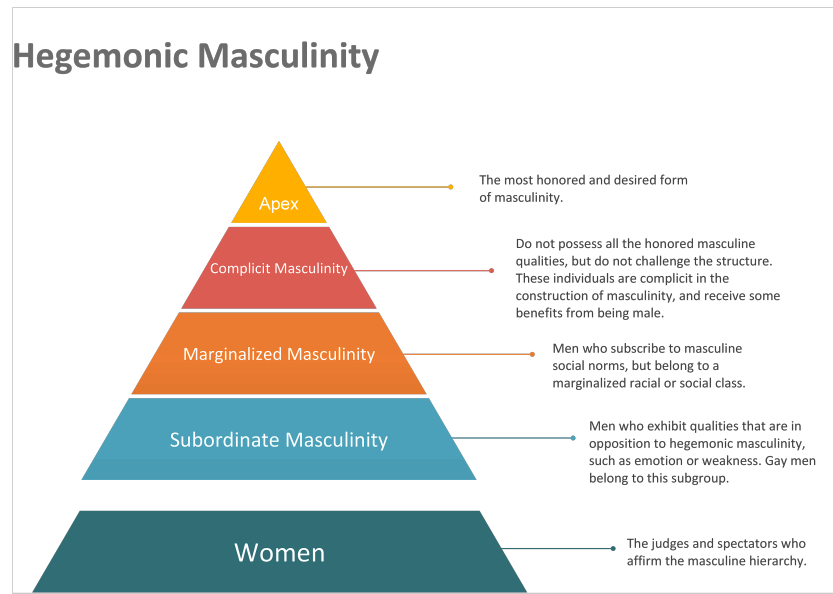 Hegemonic Masculinity
Apex
The most honored and desired form
of masculinity.
Complicit Masculinity
Do not possess all the honored masculine
qualities, but do not challenge the structure.
These individuals are complicit in the
construction of masculinity, and receive some
benefits from being male.
Marginalized Masculinity
Men who subscribe to masculine
social norms, but belong to a
marginalized racial or social class.
Subordinate Masculinity
Men who exhibit qualities that are in
opposition to hegemonic masculinity,
such as emotion or weakness. Gay men
belong to this subgroup.
Women
The judges and spectators who
affirm the masculine hierarchy.